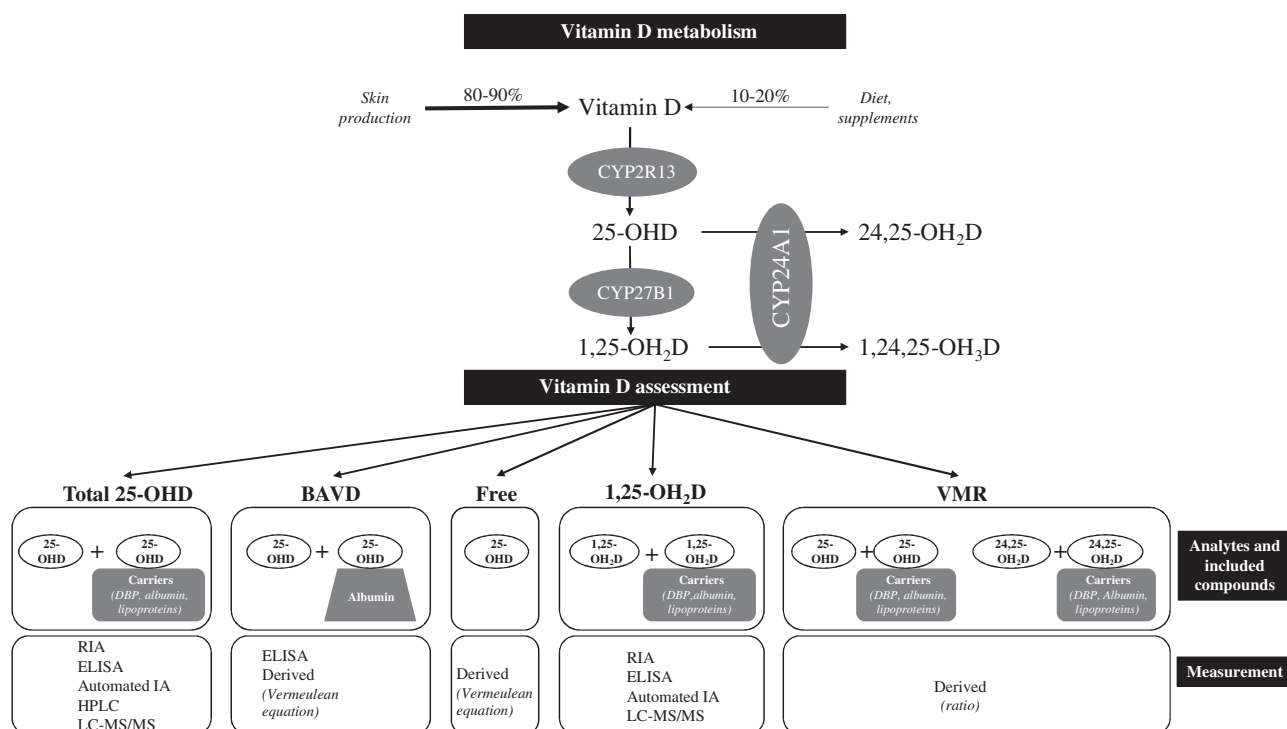 Vitamin D metabolism
Skin
production
80-90%
Vitamin D
10-20%
Diet,
supplements
CYP2R13
25-OHD
24,25-OH₂D
CYP24A1
CYP27B1
1,25-OH₂D
1,24,25-OH₃D
Vitamin D assessment
Total 25-OHD
BAVD
Free
1,25-OH₂D
VMR
25-
OHD
+
25-
OHD
Carriers
(DBP, albumin,
lipoproteins)
25-
OHD
+
25-
OHD
Albumin
25-
OHD
1,25-
OH₂D
+
1,25-
OH₂D
Carriers
(DBP,albumin,
lipoproteins)
25-
OHD
+
25-
OHD
Carriers
(DBP, albumin,
lipoproteins)
24,25-
OH₂D
+
24,25-
OH₂D
Carriers
(DBP, Albumin,
lipoproteins)
Analytes and
included
compounds
RIA
ELISA
Automated IA
HPLC
LC-MS/MS
ELISA
Derived
(Vermeulean
equation)
Derived
(Vermeulean
equation)
RIA
ELISA
Automated IA
LC-MS/MS
Derived
(ratio)
Measurement